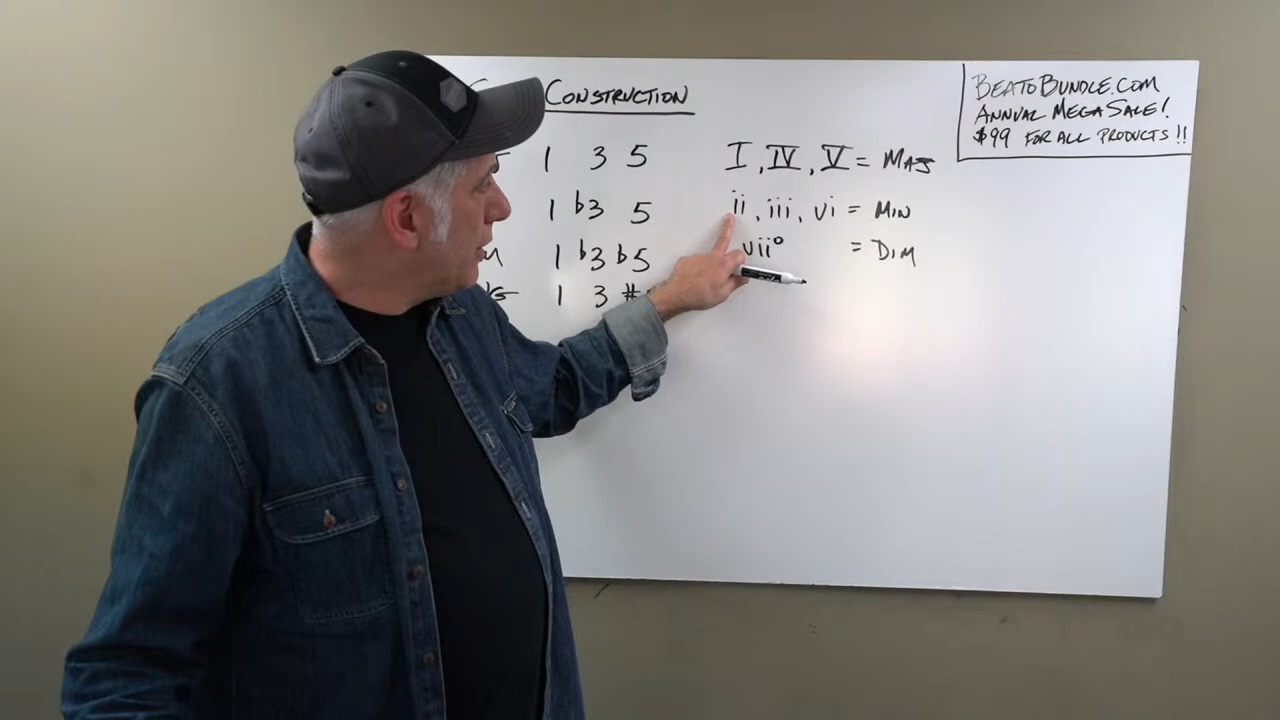 CONSTRUCTION
BEATOBUNDLE.COM
ANNUAL MEGA SALE!
$99 FOR ALL PRODUCTS!!
1 3 5 I, IV, V = MAJ
1 b3 5 ii, iii, vi = MIN
1 b3 b5 vii° = DIM
1 3 #